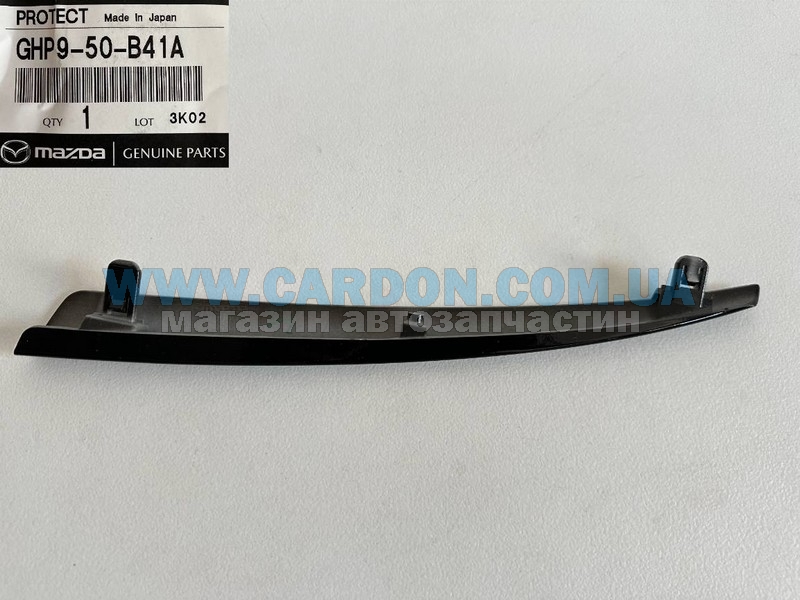 PROTECT Made In Japan
GHP9-50-B41A
QTY 1 LOT 3K02
mazda GENUINE PARTS
WWW.CARDON.COM.UA
магазин автозапчастин